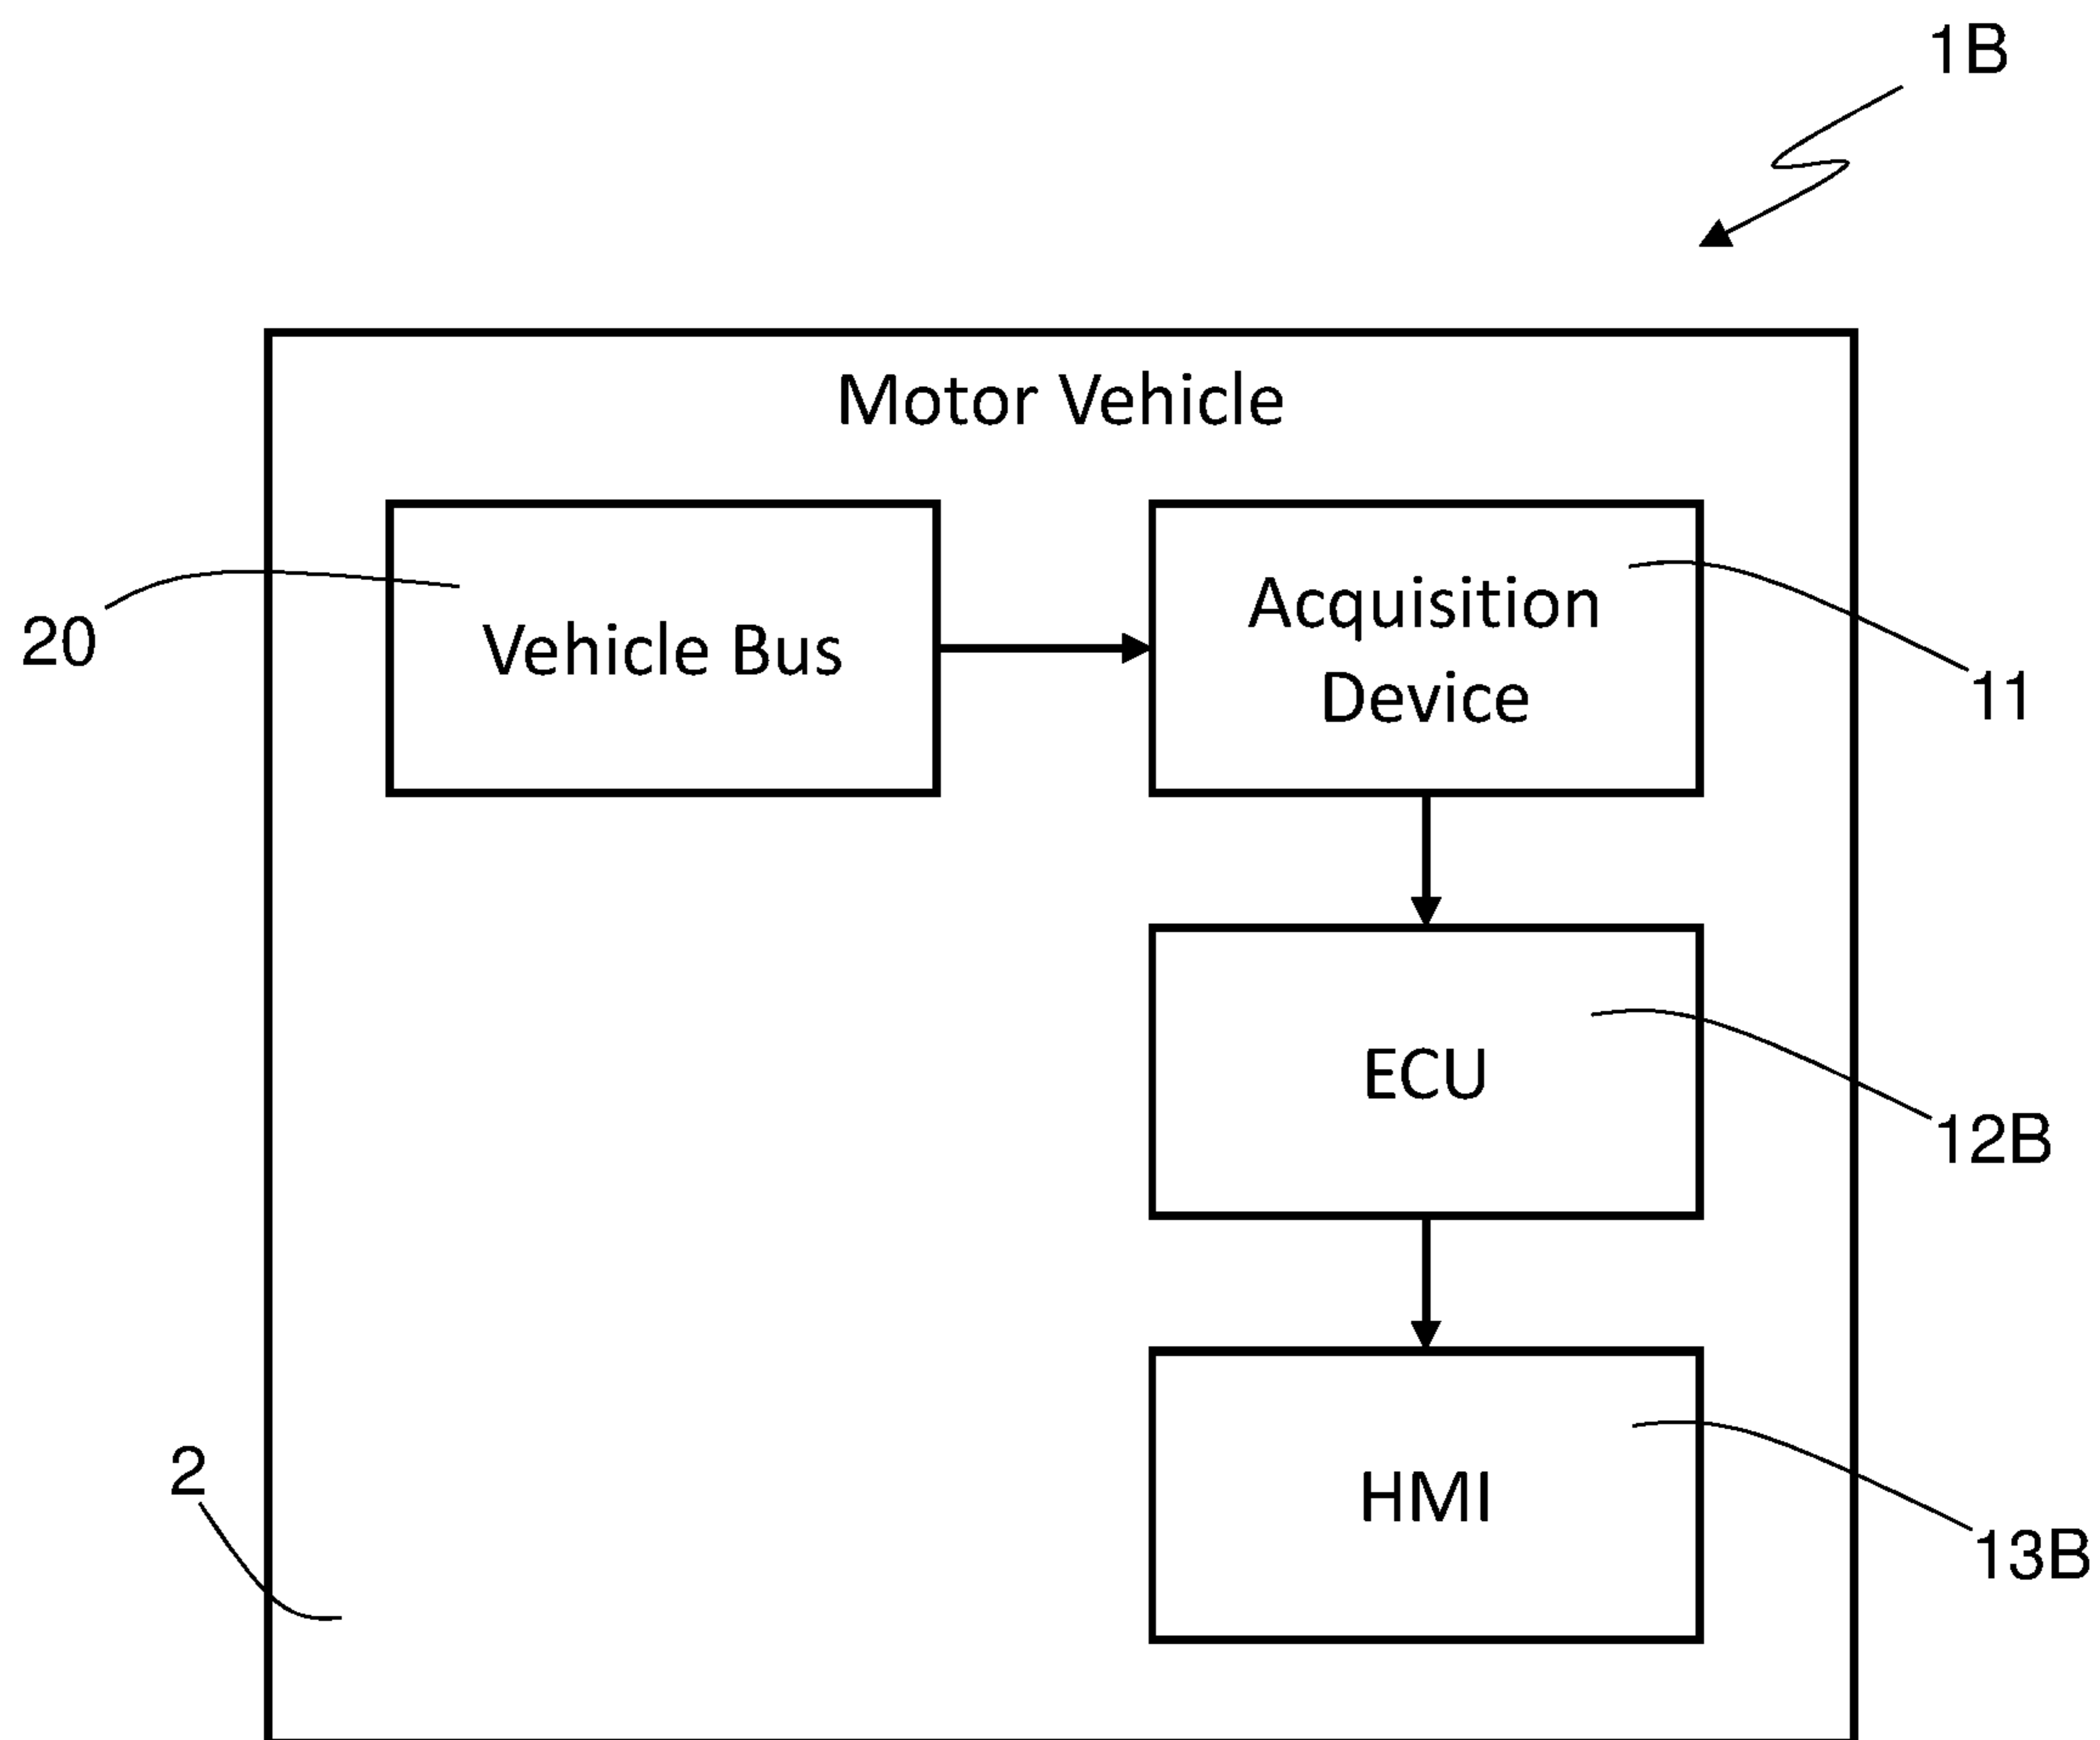 1B
Motor Vehicle
20
Vehicle Bus
Acquisition
Device
11
ECU
12B
2
HMI
13B